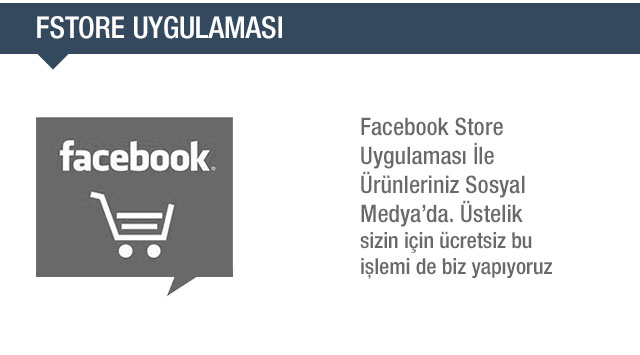 FSTORE UYGULAMASI
facebook.
Facebook Store
Uygulaması İle
Ürünleriniz Sosyal
Medya’da. Üstelik
sizin için ücretsiz bu
işlemi de biz yapıyoruz